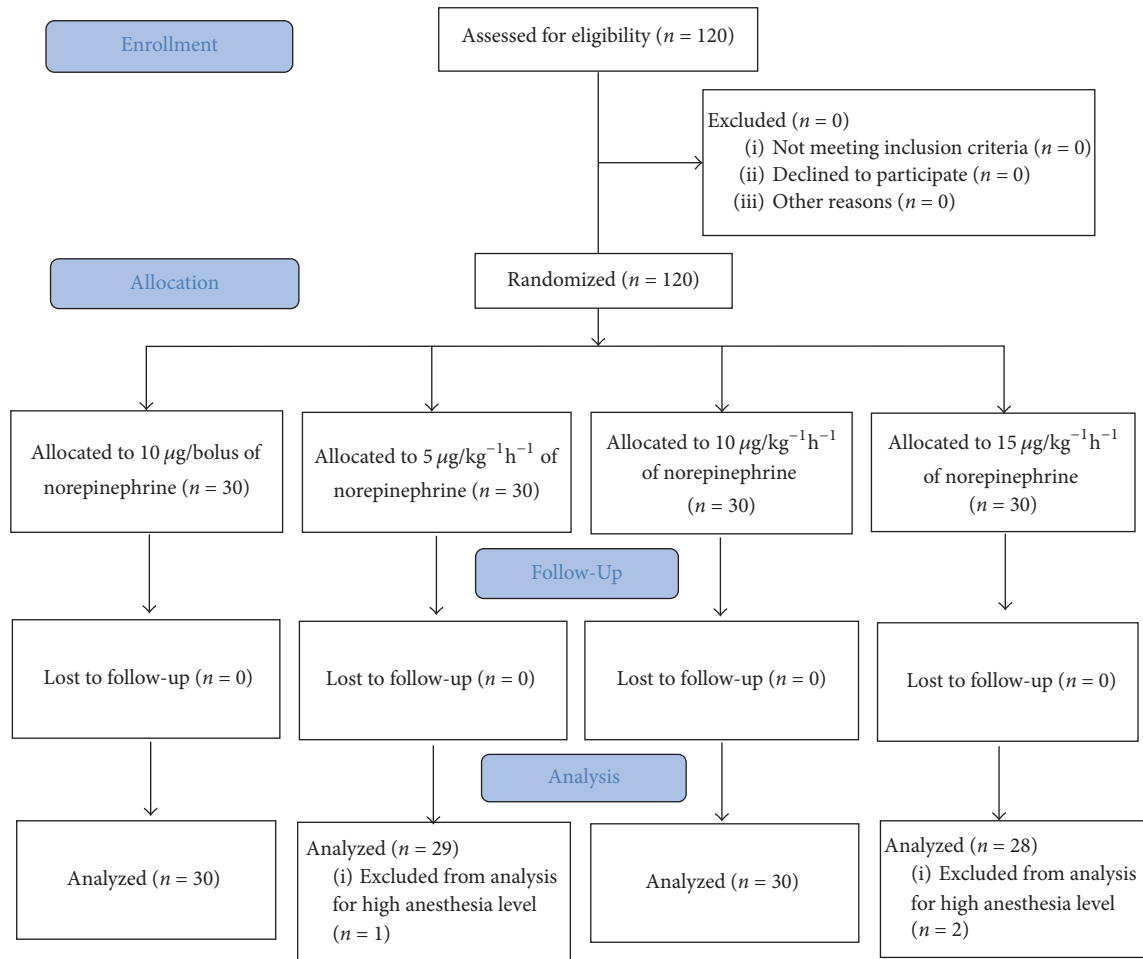 Enrollment
Assessed for eligibility (n = 120)
Excluded (n = 0)
(i) Not meeting inclusion criteria (n = 0)
(ii) Declined to participate (n = 0)
(iii) Other reasons (n = 0)
Allocation
Randomized (n = 120)
Allocated to 10 μg/bolus of
norepinephrine (n = 30)
Allocated to 5 μg/kg⁻¹h⁻¹ of
norepinephrine (n = 30)
Allocated to 10 μg/kg⁻¹h⁻¹
of norepinephrine
(n = 30)
Allocated to 15 μg/kg⁻¹h⁻¹
of norepinephrine
(n = 30)
Follow-Up
Lost to follow-up (n = 0)
Lost to follow-up (n = 0)
Lost to follow-up (n = 0)
Lost to follow-up (n = 0)
Analysis
Analyzed (n = 30)
Analyzed (n = 29)
(i) Excluded from analysis
for high anesthesia level
(n = 1)
Analyzed (n = 30)
Analyzed (n = 28)
(i) Excluded from analysis
for high anesthesia level
(n = 2)